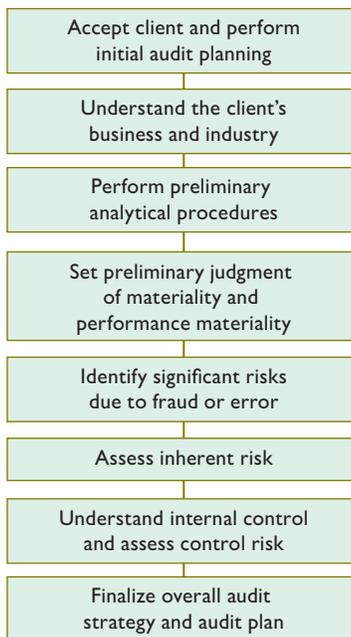 Accept client and perform
initial audit planning
Understand the client's
business and industry
Perform preliminary
analytical procedures
Set preliminary judgment
of materiality and
performance materiality
Identify significant risks
due to fraud or error
Assess inherent risk
Understand internal control
and assess control risk
Finalize overall audit
strategy and audit plan